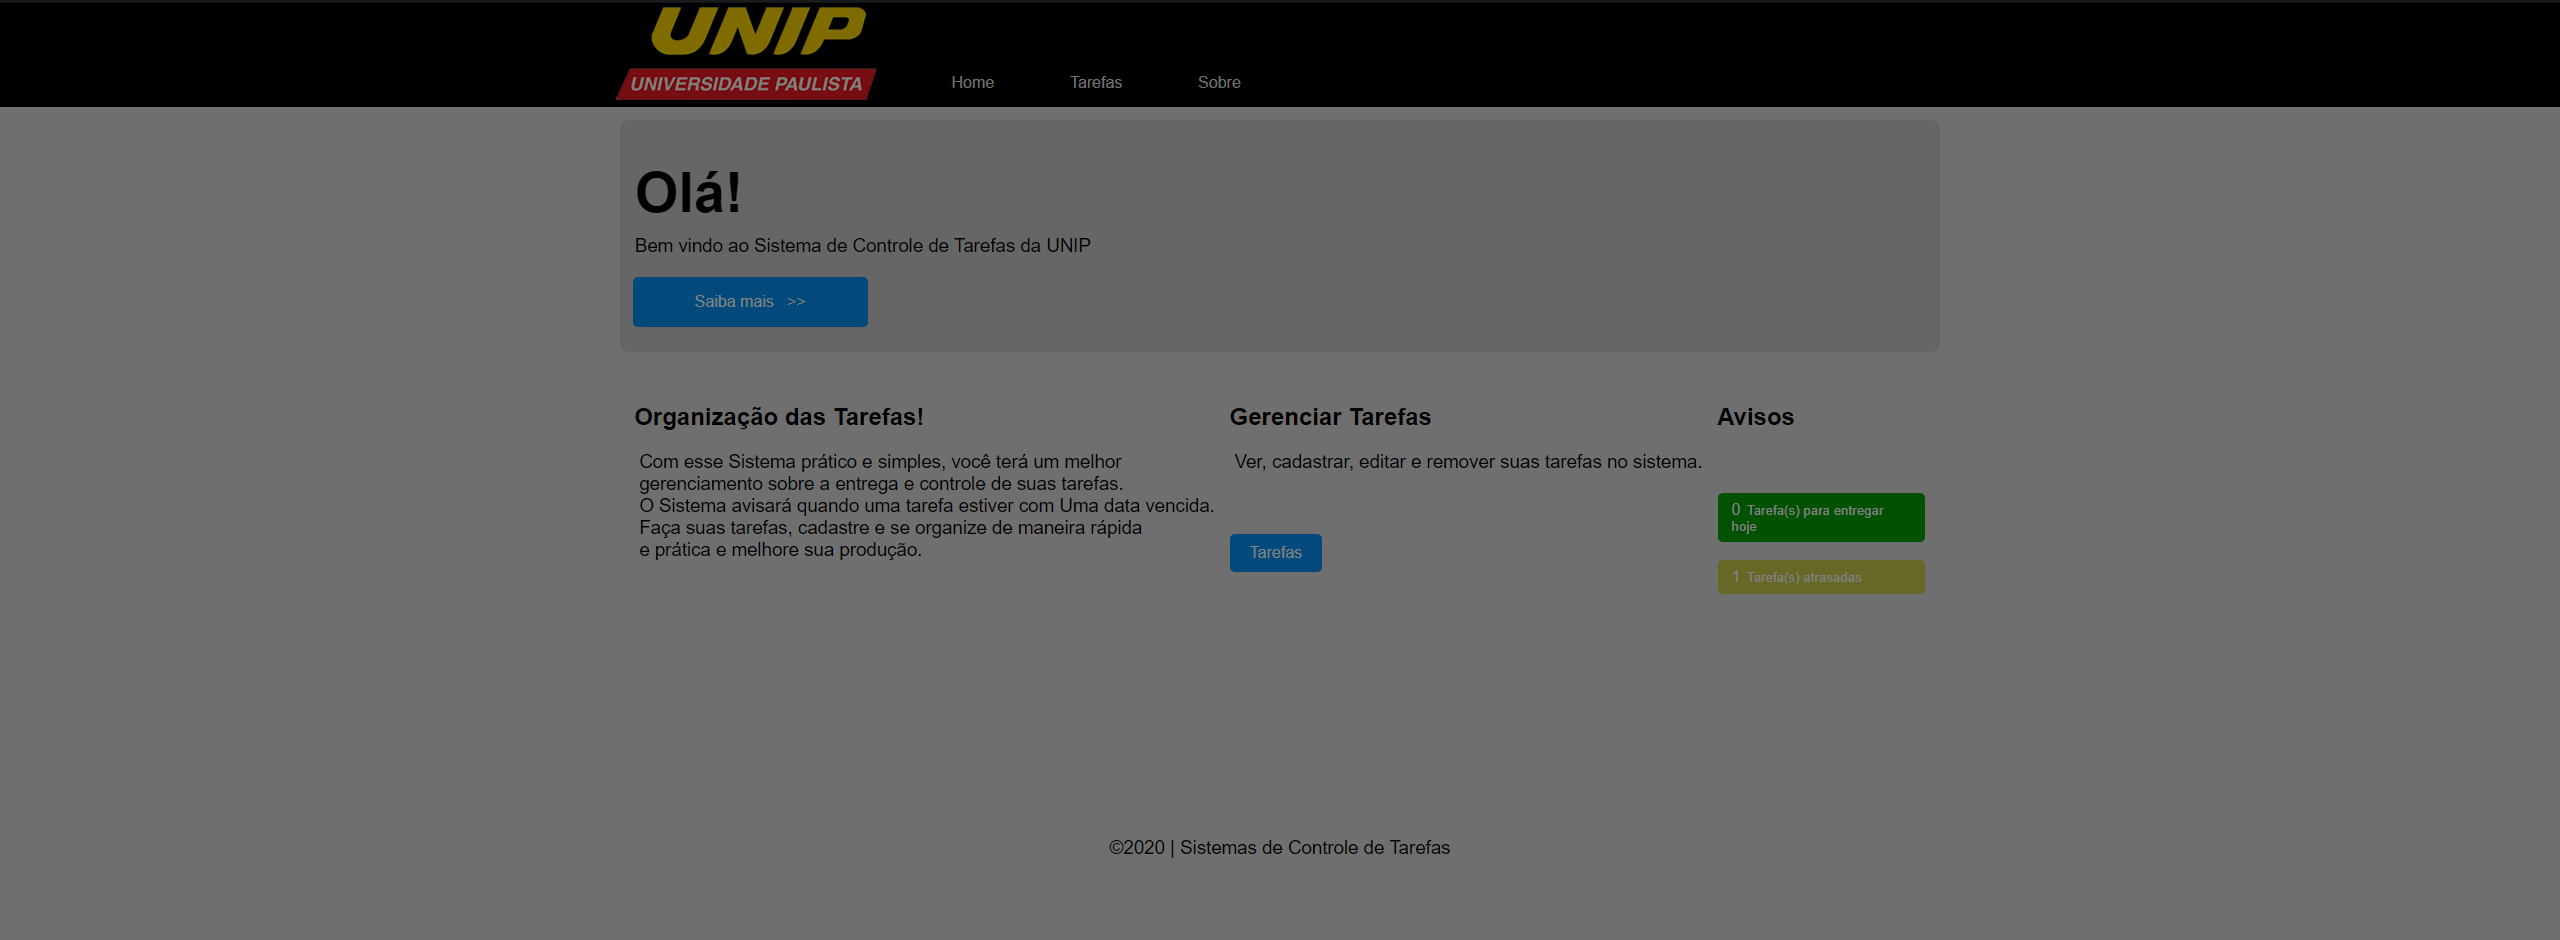 UNIP
UNIVERSIDADE PAULISTA
Home
Tarefas
Sobre
Olá!
Bem vindo ao Sistema de Controle de Tarefas da UNIP
Saiba mais >>
Organização das Tarefas!
Com esse Sistema prático e simples, você terá um melhor
gerenciamento sobre a entrega e controle de suas tarefas.
O Sistema avisará quando uma tarefa estiver com Uma data vencida.
Faça suas tarefas, cadastre e se organize de maneira rápida
e prática e melhore sua produção.
Gerenciar Tarefas
Ver, cadastrar, editar e remover suas tarefas no sistema.
Tarefas
Avisos
0 Tarefa(s) para entregar
hoje
1 Tarefa(s) atrasadas
©2020 | Sistemas de Controle de Tarefas